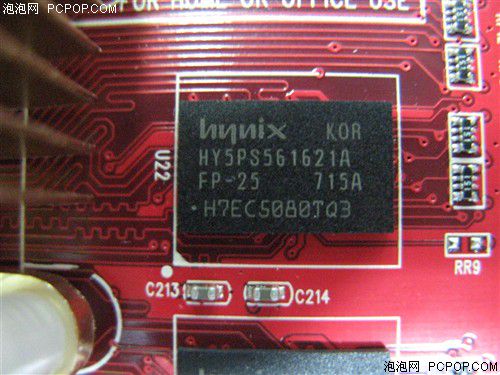 泡泡网 PCPOP.COM
FOR HOME OR OFFICE USE
hynix KOR
HY5PS561621A
FP-25 715A
H7EC5080TQ3
U22
RR9
C213
C214
hynix
泡泡网 PCPOP.COM